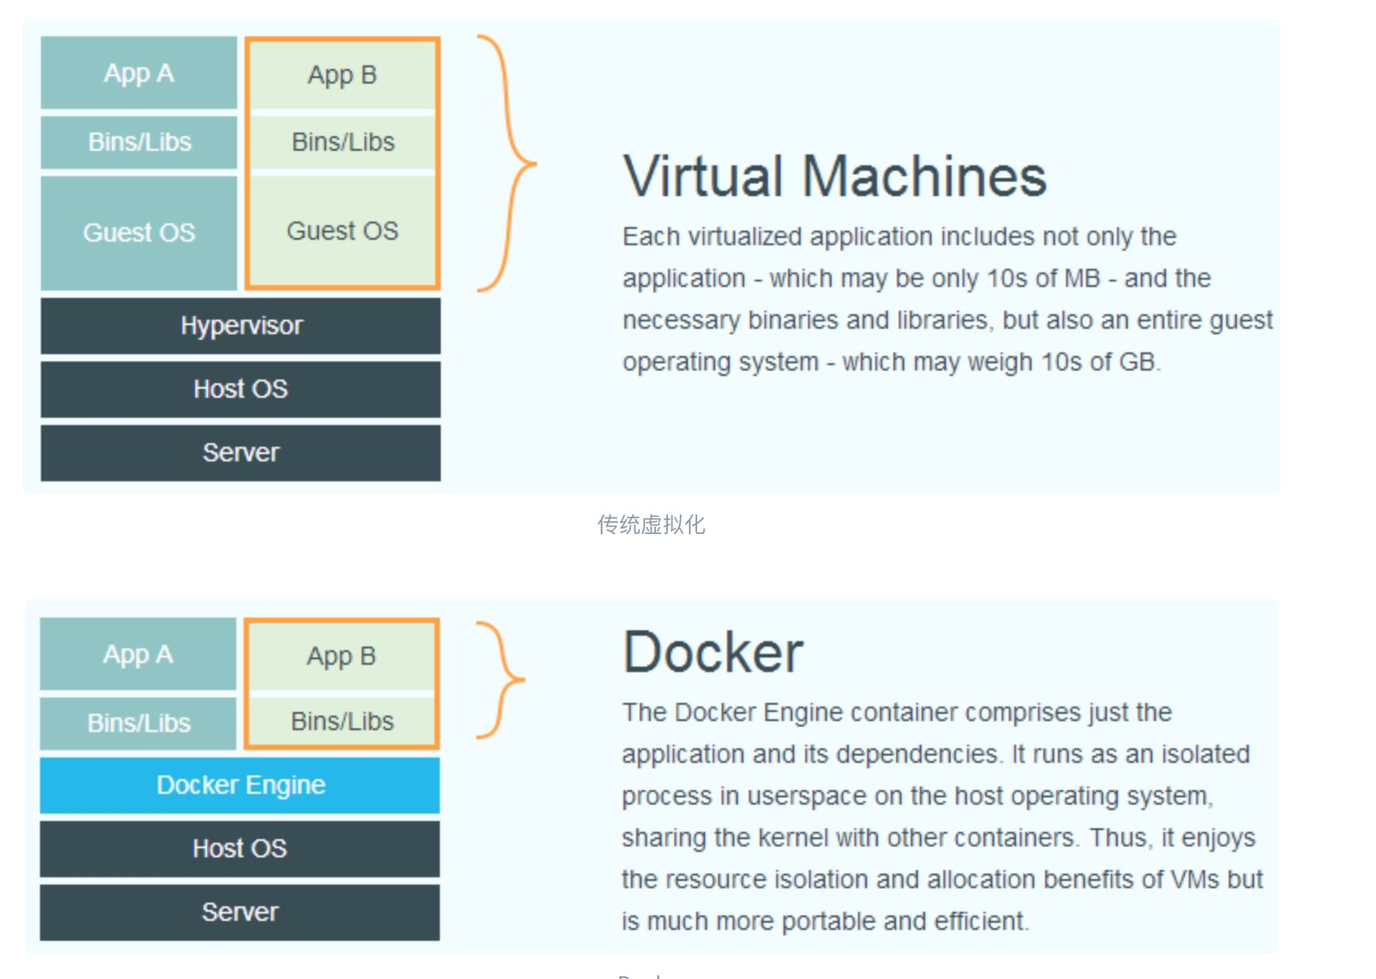 App A
App B
Bins/Libs
Bins/Libs
Guest OS
Guest OS
Hypervisor
Host OS
Server
Virtual Machines
Each virtualized application includes not only the
application - which may be only 10s of MB - and the
necessary binaries and libraries, but also an entire guest
operating system - which may weigh 10s of GB.
传统虚拟化
App A
App B
Bins/Libs
Bins/Libs
Docker Engine
Host OS
Server
Docker
The Docker Engine container comprises just the
application and its dependencies. It runs as an isolated
process in userspace on the host operating system,
sharing the kernel with other containers. Thus, it enjoys
the resource isolation and allocation benefits of VMs but
is much more portable and efficient.